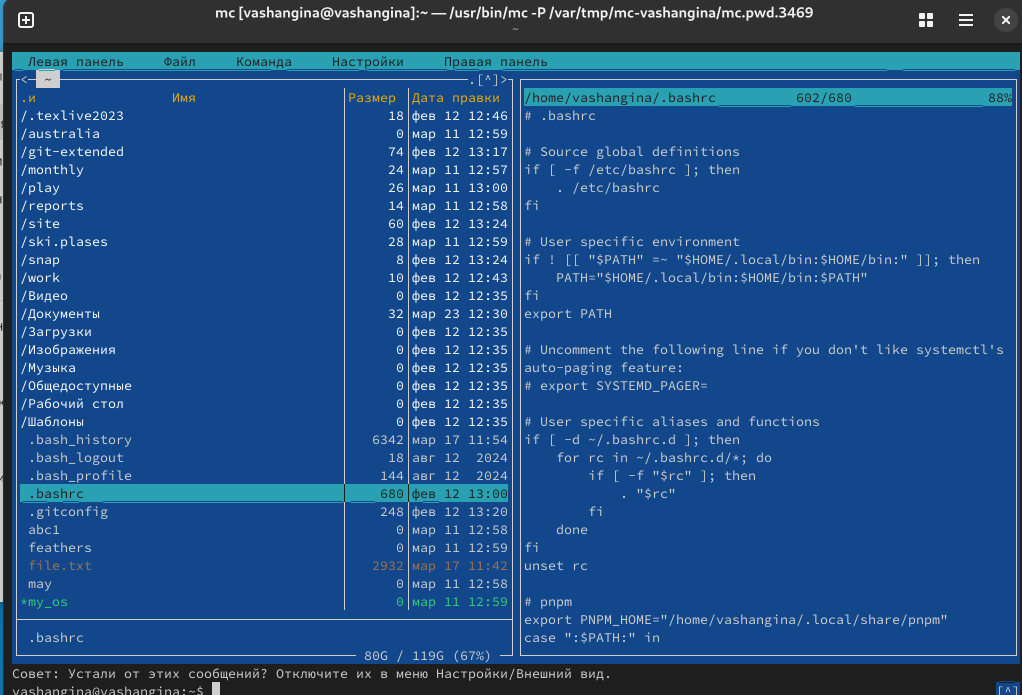 mc [vashangina@vashangina]:~ — /usr/bin/mc -P /var/tmp/mc-vashangina/mc.pwd.3469
~
Левая панель Файл Команда Настройки Правая панель
<─ ~ .[^]>
.и Имя Размер Дата правки
/.texlive2023 18 фев 12 12:46
/australia 0 мар 11 12:59
/git-extended 74 фев 12 13:17
/monthly 24 мар 11 12:57
/play 26 мар 11 13:00
/reports 14 мар 11 12:58
/site 60 фев 12 13:24
/ski.plases 28 мар 11 12:59
/snap 8 фев 12 13:24
/work 10 фев 12 12:43
/Видео 0 фев 12 12:35
/Документы 32 мар 23 12:30
/Загрузки 0 фев 12 12:35
/Изображения 0 фев 12 12:35
/Музыка 0 фев 12 12:35
/Общедоступные 0 фев 12 12:35
/Рабочий стол 0 фев 12 12:35
/Шаблоны 0 фев 12 12:35
.bash_history 6342 мар 17 11:54
.bash_logout 18 авг 12 2024
.bash_profile 144 авг 12 2024
.bashrc 680 фев 12 13:00
.gitconfig 248 фев 12 13:20
abc1 0 мар 11 12:58
feathers 0 мар 11 12:59
file.txt 2932 мар 17 11:42
may 0 мар 11 12:58
*my_os 0 мар 11 12:59
.bashrc
80G / 119G (67%)
/home/vashangina/.bashrc 602/680 88%
# .bashrc
# Source global definitions
if [ -f /etc/bashrc ]; then
. /etc/bashrc
fi
# User specific environment
if ! [[ "$PATH" =~ "$HOME/.local/bin:$HOME/bin:" ]]; then
PATH="$HOME/.local/bin:$HOME/bin:$PATH"
fi
export PATH
# Uncomment the following line if you don't like systemctl's
auto-paging feature:
# export SYSTEMD_PAGER=
# User specific aliases and functions
if [ -d ~/.bashrc.d ]; then
for rc in ~/.bashrc.d/*; do
if [ -f "$rc" ]; then
. "$rc"
fi
done
fi
unset rc
# pnpm
export PNPM_HOME="/home/vashangina/.local/share/pnpm"
case ":$PATH:" in
Совет: Устали от этих сообщений? Отключите их в меню Настройки/Внешний вид.
vashangina@vashangina:~$ [^]